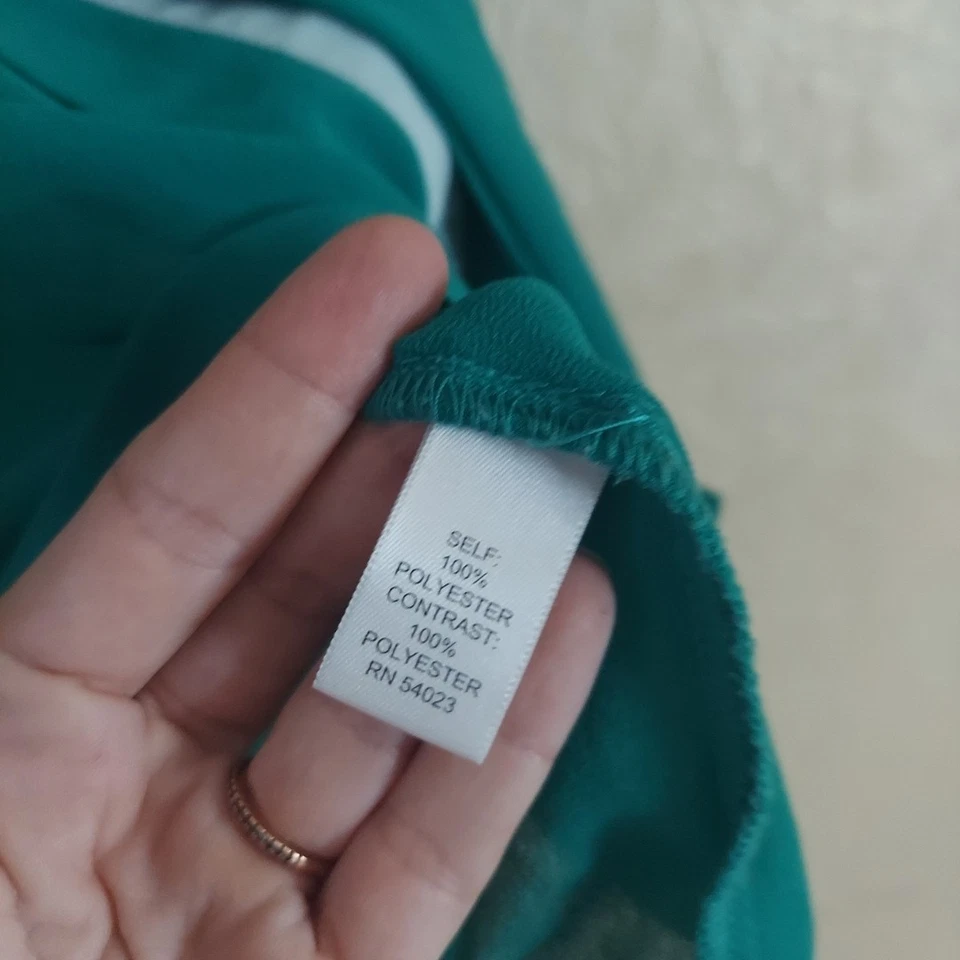 SELF:
100%
POLYESTER
CONTRAST:
100%
POLYESTER
RN 54023